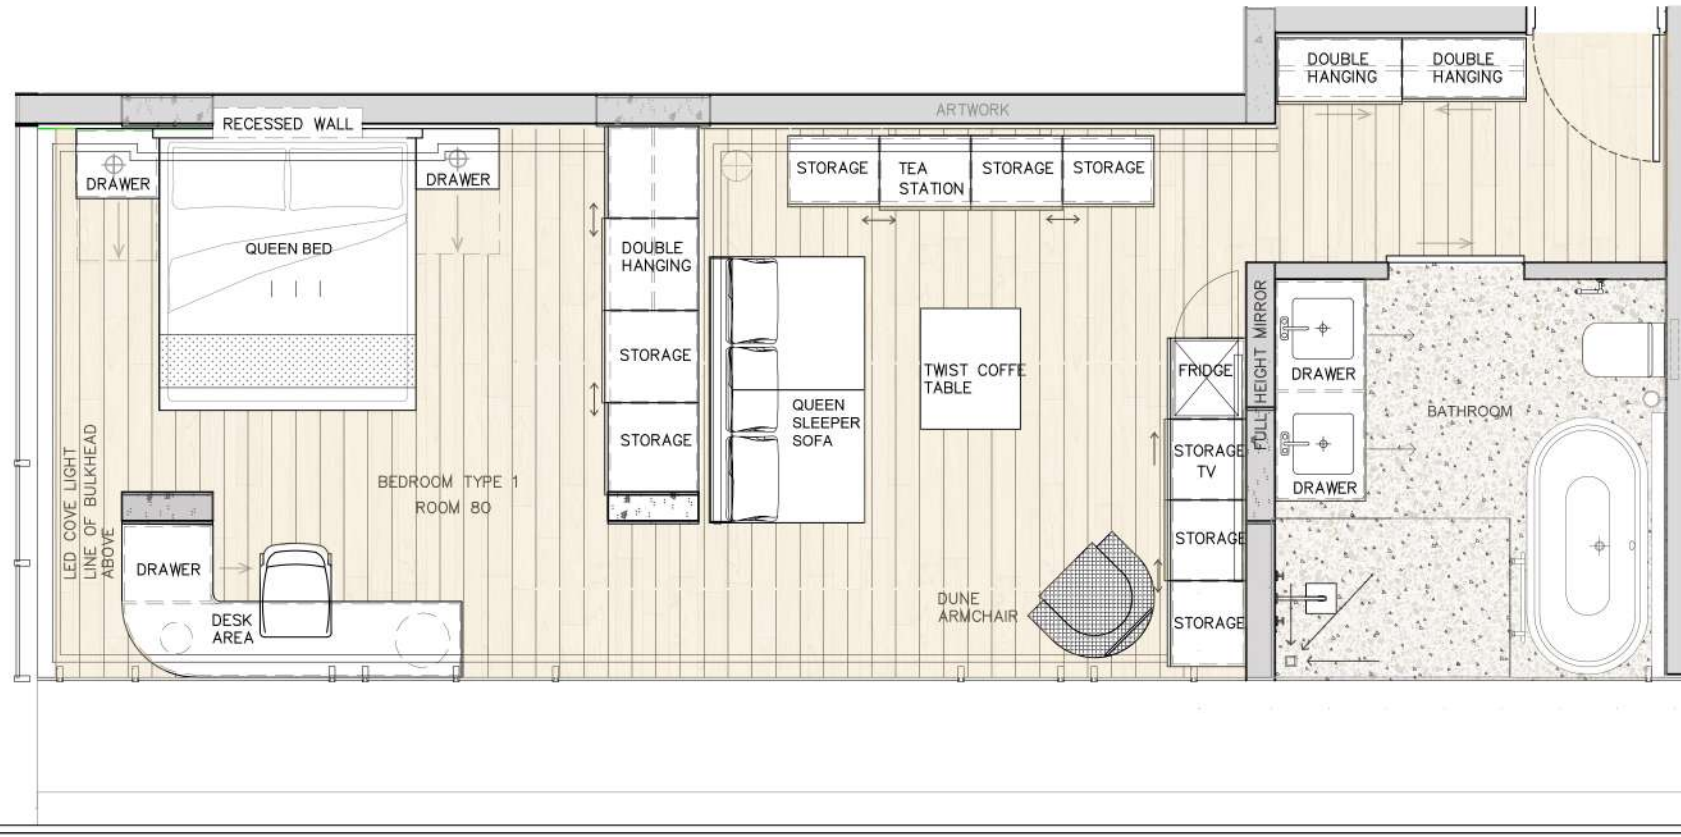 DOUBLE
HANGING
DOUBLE
HANGING
ARTWORK
RECESSED WALL
DRAWER
DRAWER
QUEEN BED
STORAGE
TEA
STATION
STORAGE
STORAGE
DOUBLE
HANGING
STORAGE
STORAGE
QUEEN
SLEEPER
SOFA
TWIST COFFE
TABLE
FRIDGE
FULL HEIGHT MIRROR
STORAGE
TV
STORAGE
STORAGE
DRAWER
DRAWER
BATHROOM
BEDROOM TYPE 1
ROOM 80
LED COVE LIGHT
LINE OF BULKHEAD
ABOVE
DRAWER
DESK
AREA
DUNE
ARMCHAIR